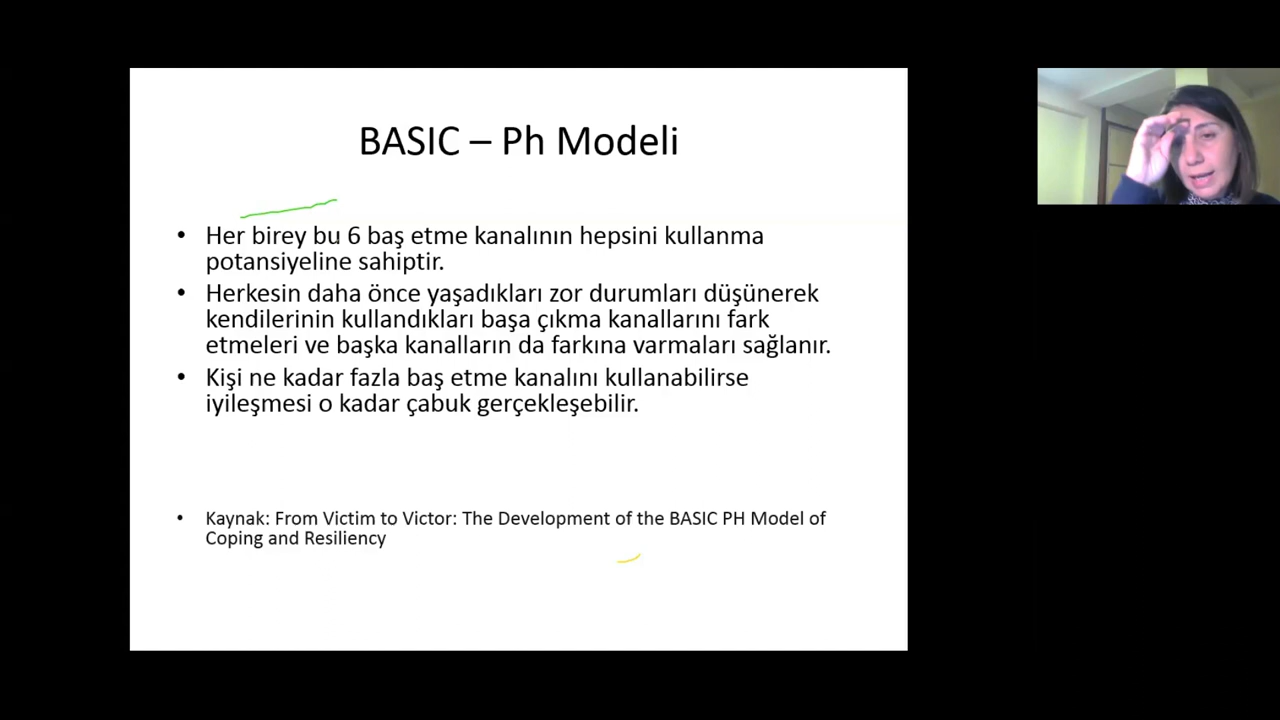 BASIC – Ph Modeli
• Her birey bu 6 baş etme kanalının hepsini kullanma
potansiyeline sahiptir.
• Herkesin daha önce yaşadıkları zor durumları düşünerek
kendilerinin kullandıkları başa çıkma kanallarını fark
etmeleri ve başka kanalların da farkına varmaları sağlanır.
• Kişi ne kadar fazla baş etme kanalını kullanabilirse
iyileşmesi o kadar çabuk gerçekleşebilir.
• Kaynak: From Victim to Victor: The Development of the BASIC PH Model of
Coping and Resiliency